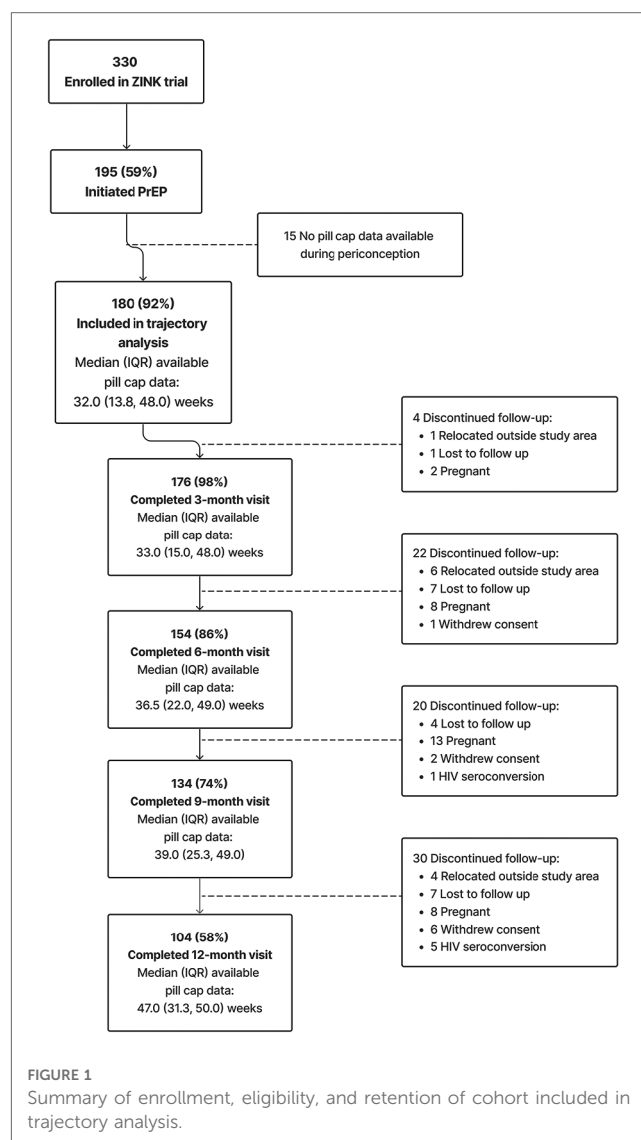 330
Enrolled in ZINK trial
195 (59%)
Initiated PrEP
15 No pill cap data available
during periconception
180 (92%)
Included in trajectory
analysis
Median (IQR) available
pill cap data:
32.0 (13.8, 48.0) weeks
4 Discontinued follow-up:
• 1 Relocated outside study area
• 1 Lost to follow up
• 2 Pregnant
176 (98%)
Completed 3-month visit
Median (IQR) available
pill cap data:
33.0 (15.0, 48.0) weeks
22 Discontinued follow-up:
• 6 Relocated outside study area
• 7 Lost to follow up
• 8 Pregnant
• 1 Withdrew consent
154 (86%)
Completed 6-month visit
Median (IQR) available
pill cap data:
36.5 (22.0, 49.0) weeks
20 Discontinued follow-up:
• 4 Lost to follow up
• 13 Pregnant
• 2 Withdrew consent
• 1 HIV seroconversion
134 (74%)
Completed 9-month visit
Median (IQR) available
pill cap data:
39.0 (25.3, 49.0)
30 Discontinued follow-up:
• 4 Relocated outside study area
• 7 Lost to follow up
• 8 Pregnant
• 6 Withdrew consent
• 5 HIV seroconversion
104 (58%)
Completed 12-month visit
Median (IQR) available
pill cap data:
47.0 (31.3, 50.0) weeks
FIGURE 1
Summary of enrollment, eligibility, and retention of cohort included in
trajectory analysis.